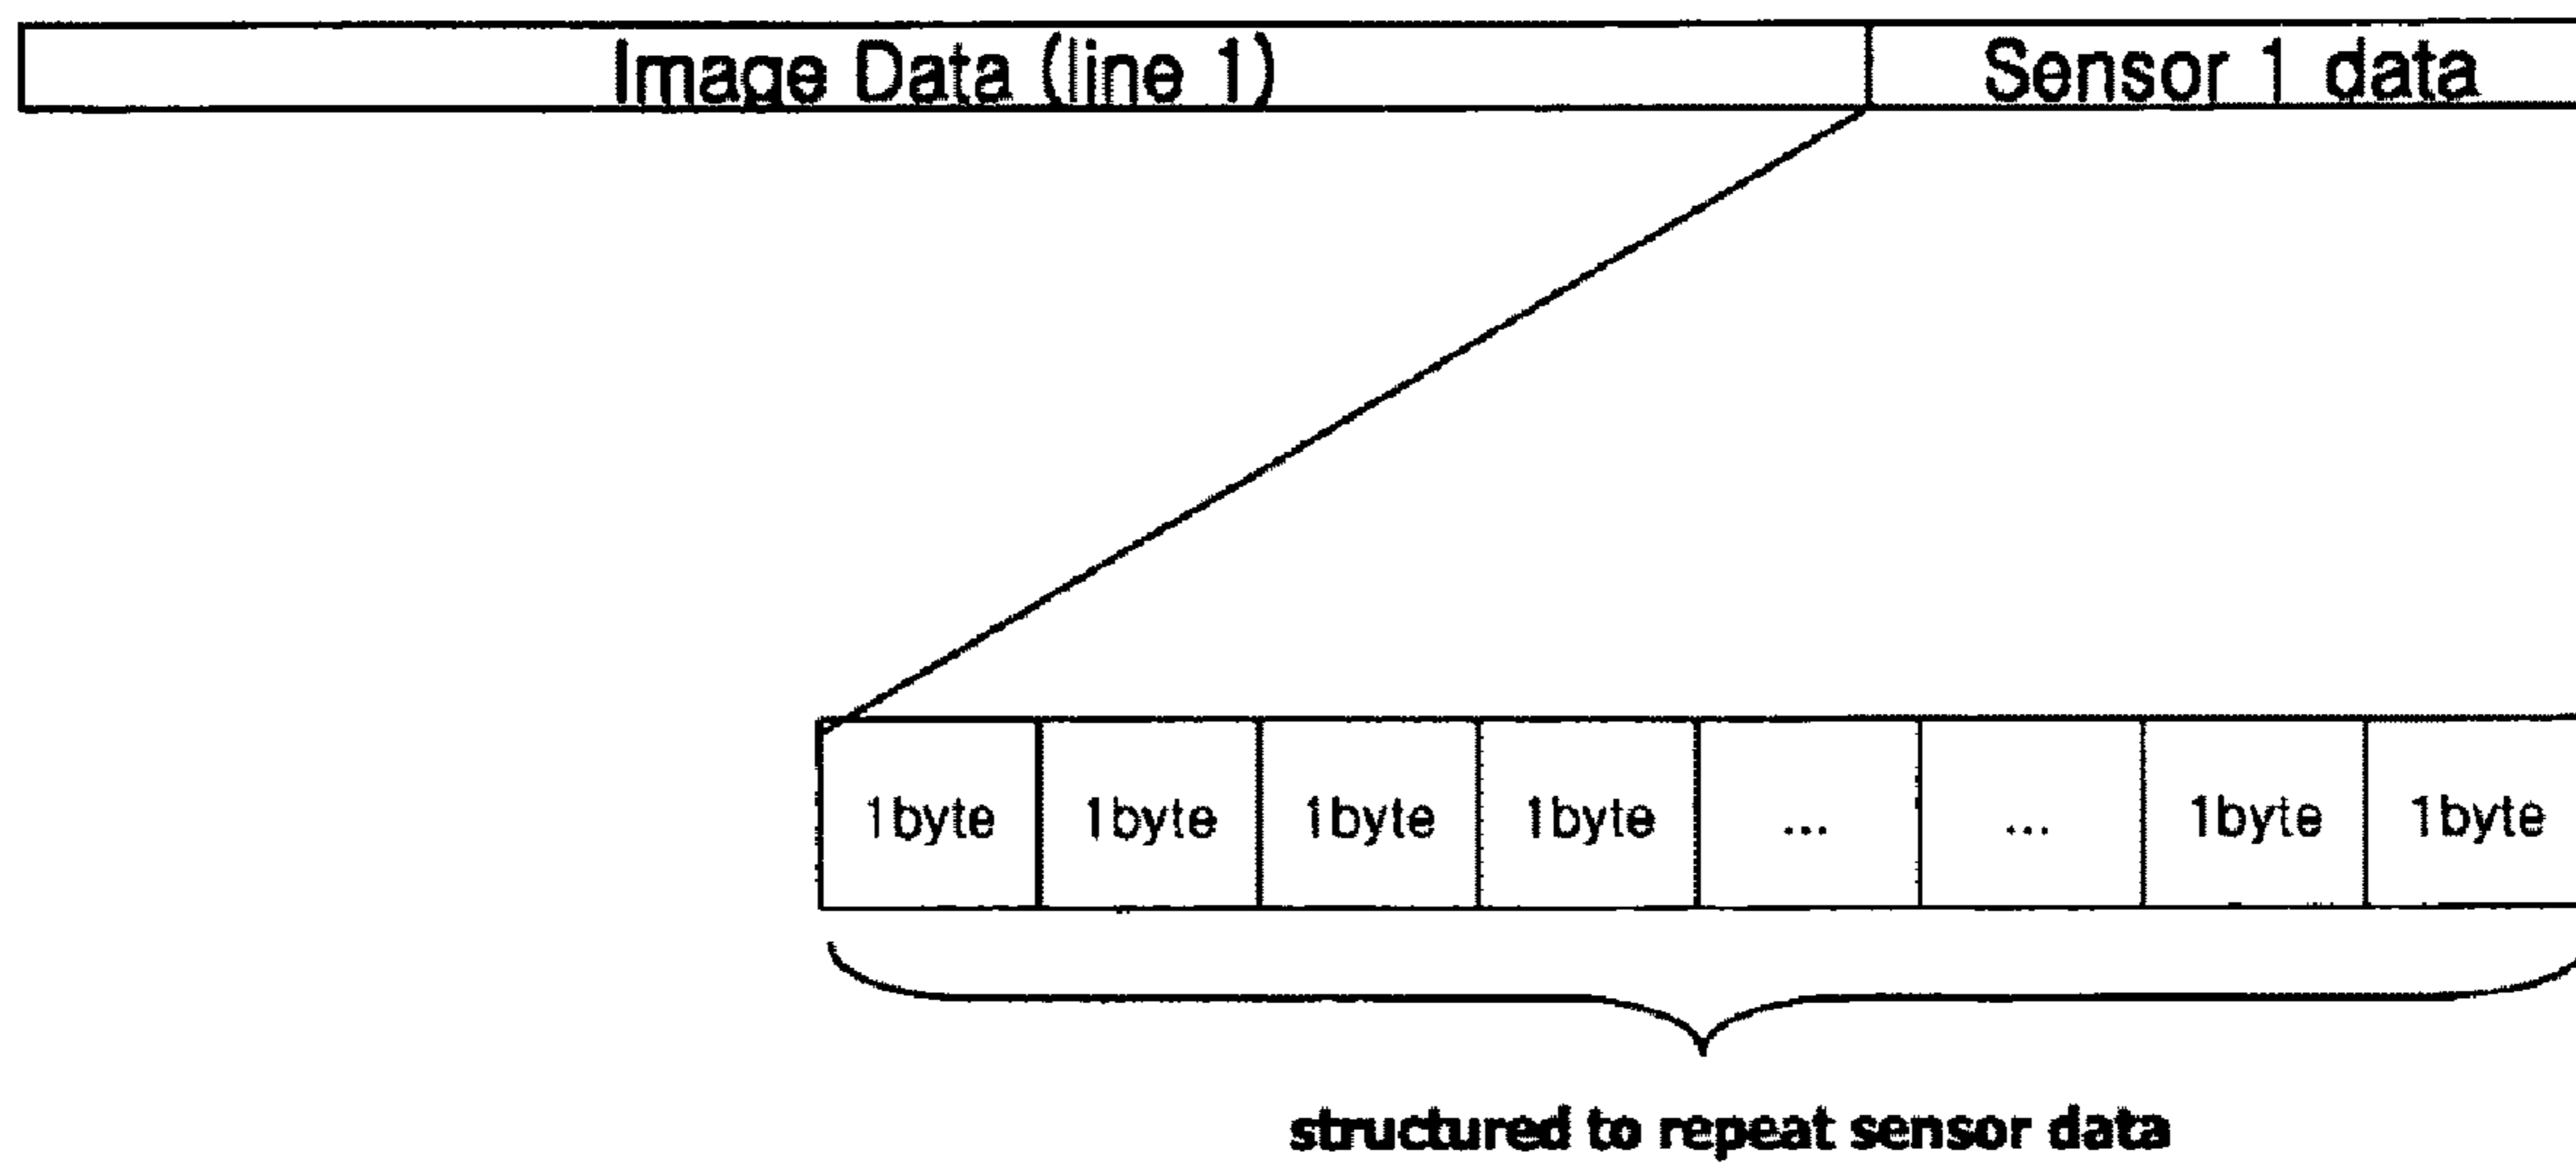 Image Data (line 1) Sensor 1 data
1byte 1byte 1byte 1byte ... ... 1byte 1byte
structured to repeat sensor data